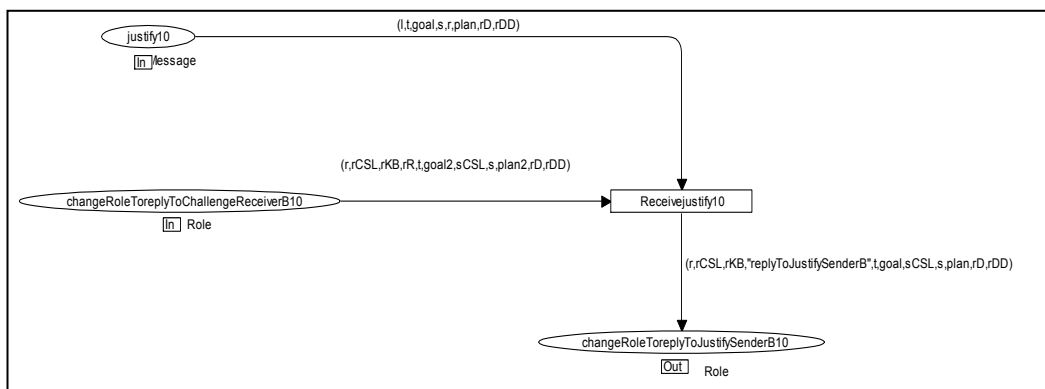 (l,t,goal,s,r,plan,rD,rDD)
justify10
In Message
(r,rCSL,rKB,rR,t,goal2,sCSL,s,plan2,rD,rDD)
changeRoleToreplyToChallengeReceiverB10
Receivejustify10
In Role
(r,rCSL,rKB,"replyToJustifySenderB",t,goal,sCSL,s,plan,rD,rDD)
changeRoleToreplyToJustifySenderB10
Out Role